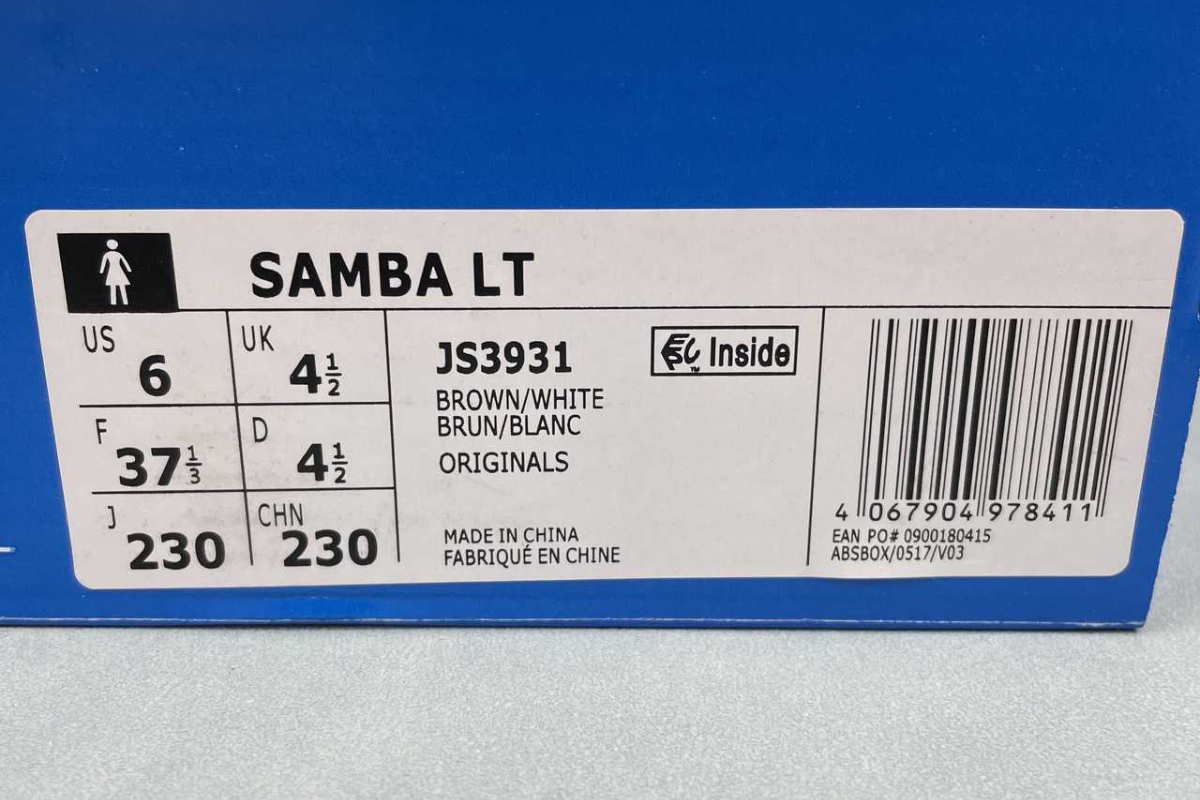 SAMBA LT
US 6
UK 4½
F 37⅓
D 4½
J 230
CHN 230
JS3931
BROWN/WHITE
BRUN/BLANC
ORIGINALS
MADE IN CHINA
FABRIQUÉ EN CHINE
Inside
TM
4 067904 978411
EAN PO# 0900180415
ABSBOX/0517/V03